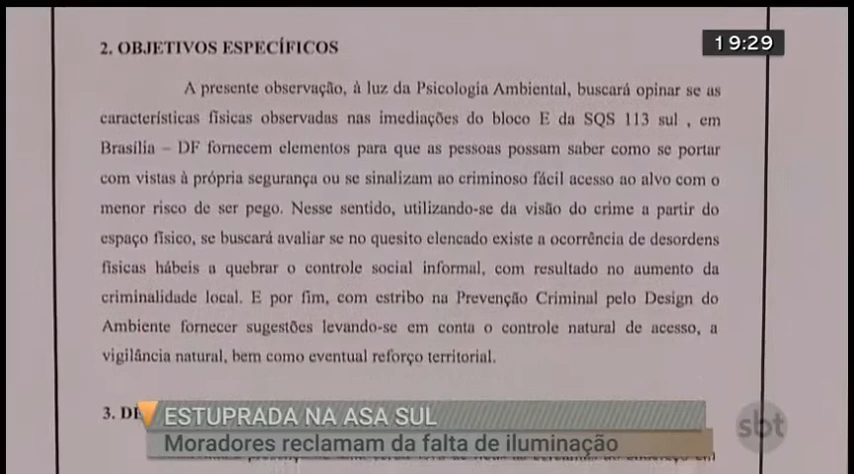 2. OBJETIVOS ESPECÍFICOS
19:29
A presente observação, à luz da Psicologia Ambiental, buscará opinar se as
características físicas observadas nas imediações do bloco E da SQS 113 sul , em
Brasília – DF fornecem elementos para que as pessoas possam saber como se portar
com vistas à própria segurança ou se sinalizam ao criminoso fácil acesso ao alvo com o
menor risco de ser pego. Nesse sentido, utilizando-se da visão do crime a partir do
espaço físico, se buscará avaliar se no quesito elencado existe a ocorrência de desordens
físicas hábeis a quebrar o controle social informal, com resultado no aumento da
criminalidade local. E por fim, com estribo na Prevenção Criminal pelo Design do
Ambiente fornecer sugestões levando-se em conta o controle natural de acesso, a
vigilância natural, bem como eventual reforço territorial.
3.
ESTUPRADA NA ASA SUL
Moradores reclamam da falta de iluminação
sbt